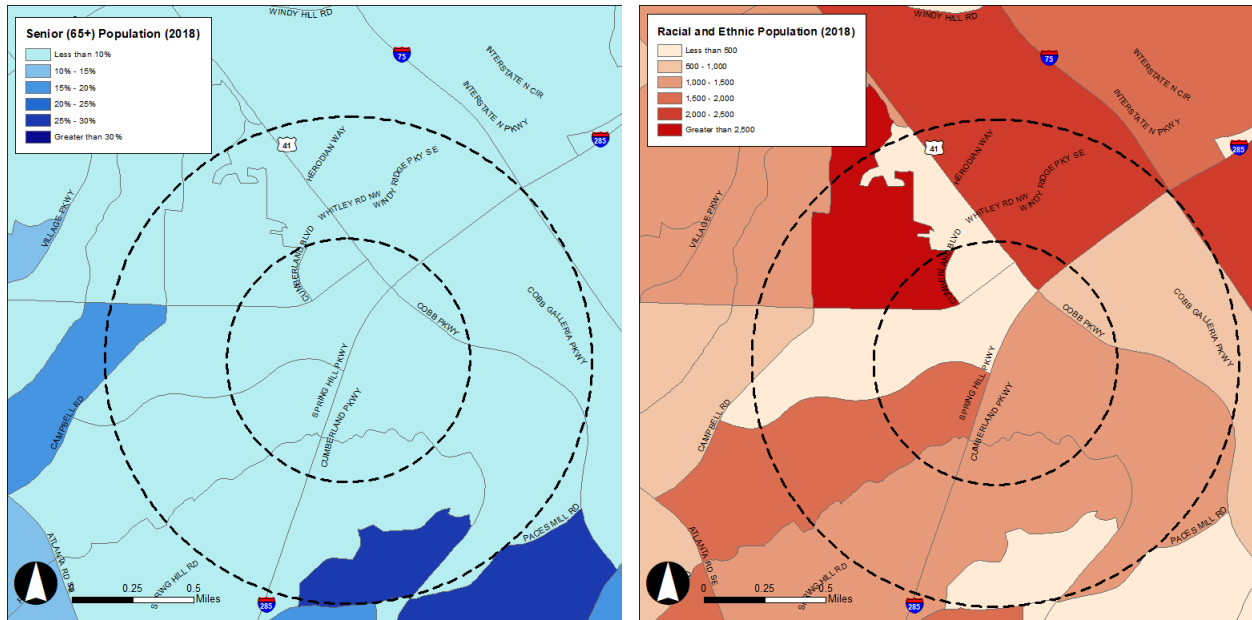 Senior (65+) Population (2018)
Less than 10%
10% - 15%
15% - 20%
20% - 25%
25% - 30%
Greater than 30%
WINDY HILL RD
75
INTERSTATE N CIR
INTERSTATE N PKWY
285
41
HERODIAN WAY
WINDY RIDGE PKY SE
WHITLEY RD NW
VILLAGE PKWY
CUMBERLAND BLVD
COBB PKWY
COBB GALLERIA PKWY
SPRING HILL PKWY
CUMBERLAND PKWY
CAMPBELL RD
PACES MILL RD
ATLANTA RD SE
SPRING HILL RD
285
0 0.25 0.5
Miles
Racial and Ethnic Population (2018)
Less than 500
500 - 1,000
1,000 - 1,500
1,500 - 2,000
2,000 - 2,500
Greater than 2,500
WINDY HILL RD
75
INTERSTATE N CIR
INTERSTATE N PKWY
285
41
HERODIAN WAY
WINDY RIDGE PKY SE
WHITLEY RD NW
VILLAGE PKWY
CUMBERLAND BLVD
COBB PKWY
COBB GALLERIA PKWY
SPRING HILL PKWY
CUMBERLAND PKWY
CAMPBELL RD
PACES MILL RD
ATLANTA RD SE
SPRING HILL RD
285
0 0.25 0.5
Miles